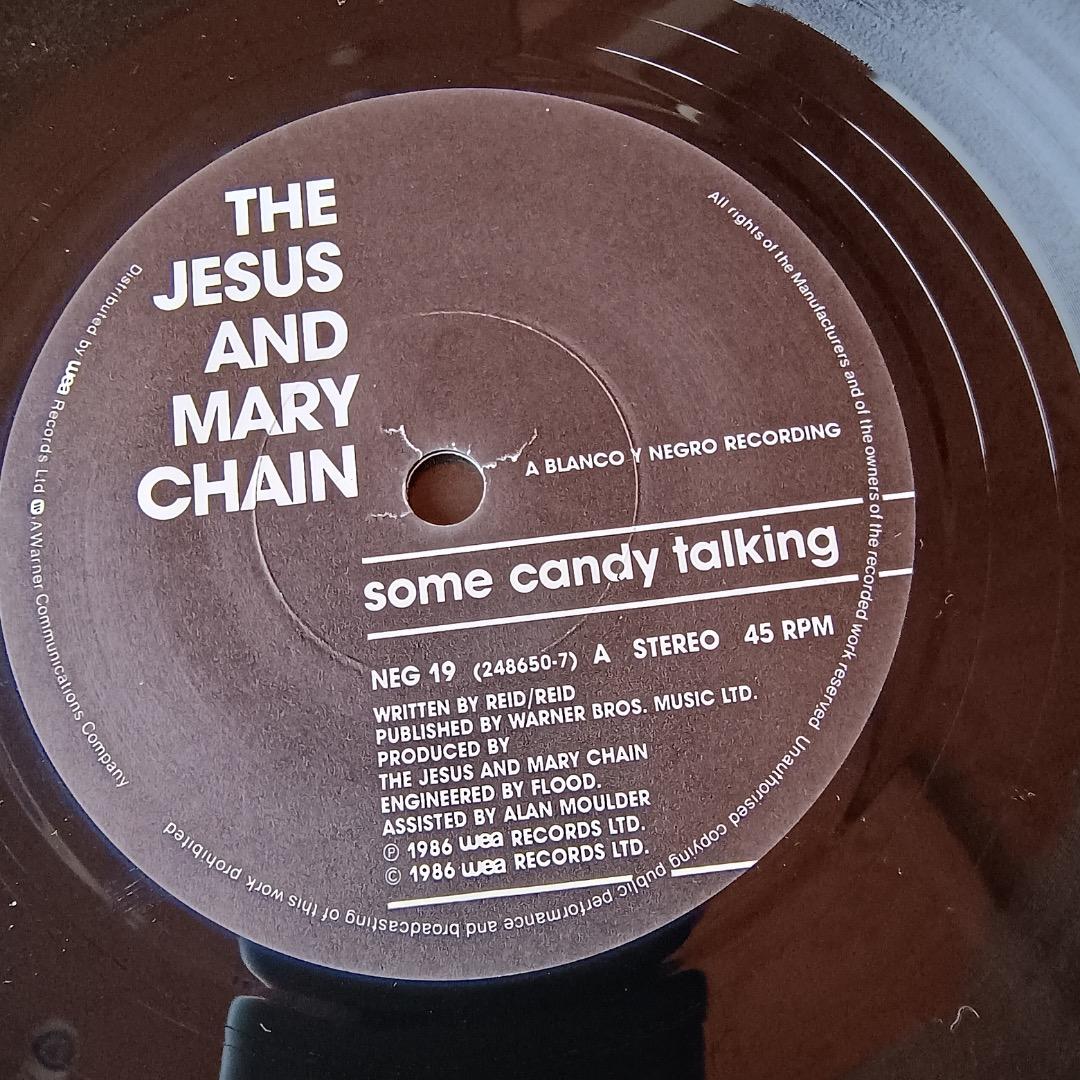 THE
JESUS
AND
MARY
CHAIN
A BLANCO Y NEGRO RECORDING
some candy talking
NEG 19 (248650-7) A STEREO 45 RPM
WRITTEN BY REID/REID
PUBLISHED BY WARNER BROS. MUSIC LTD.
PRODUCED BY
THE JESUS AND MARY CHAIN
ENGINEERED BY FLOOD.
ASSISTED BY ALAN MOULDER
℗ 1986 wea RECORDS LTD.
© 1986 wea RECORDS LTD.
All rights of the Manufacturers and of the owners of the recorded work reserved Unauthorised copying public performance and broadcasting of this work prohibited
Distributed by wea Records Ltd. A Warner Communications Company